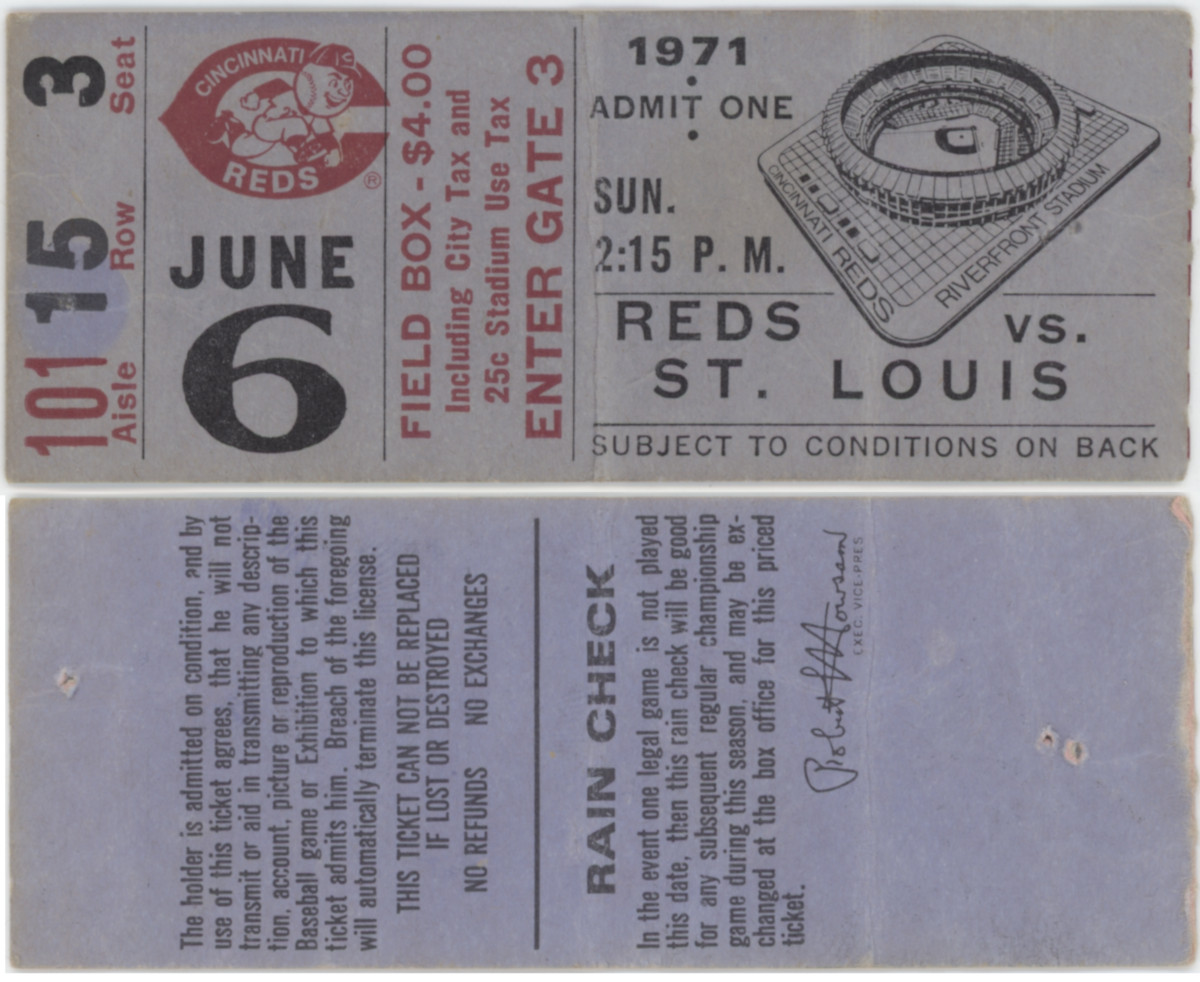 101 15 3
Aisle Row Seat
CINCINNATI
REDS
®
JUNE
6
FIELD BOX - $4.00
Including City Tax and
25c Stadium Use Tax
ENTER GATE 3
1971
ADMIT ONE
SUN.
2:15 P. M.
CINCINNATI REDS
RIVERFRONT STADIUM
REDS VS.
ST. LOUIS
SUBJECT TO CONDITIONS ON BACK
The holder is admitted on condition, and by
use of this ticket agrees, that he will not
transmit or aid in transmitting any descrip-
tion, account, picture or reproduction of the
Baseball game or Exhibition to which this
ticket admits him. Breach of the foregoing
will automatically terminate this license.
THIS TICKET CAN NOT BE REPLACED
IF LOST OR DESTROYED
NO REFUNDS NO EXCHANGES
RAIN CHECK
In the event one legal game is not played
this date, then this rain check will be good
for any subsequent regular championship
game during this season, and may be ex-
changed at the box office for this priced
ticket.
Robert L Howsam
EXEC. VICE-PRES